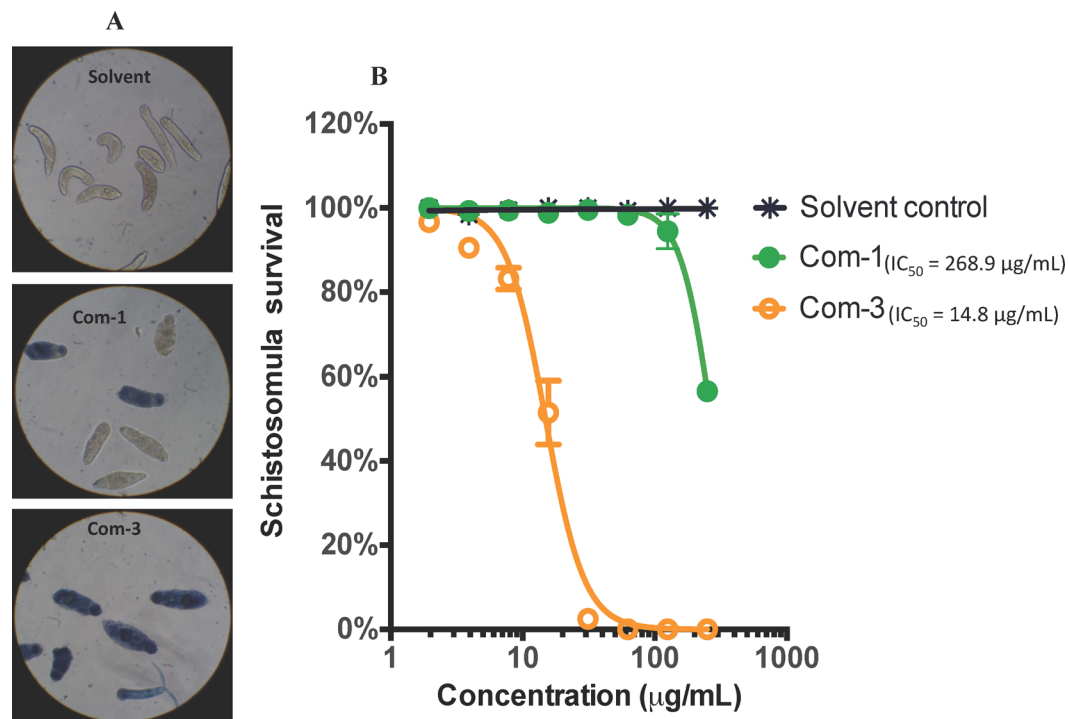 A
Solvent
Com-1
Com-3
B
120%
100%
80%
60%
40%
20%
0%
Schistosomula survival
1
10
100
1000
Concentration (µg/mL)
Solvent control
Com-1(IC50 = 268.9 µg/mL)
Com-3(IC50 = 14.8 µg/mL)